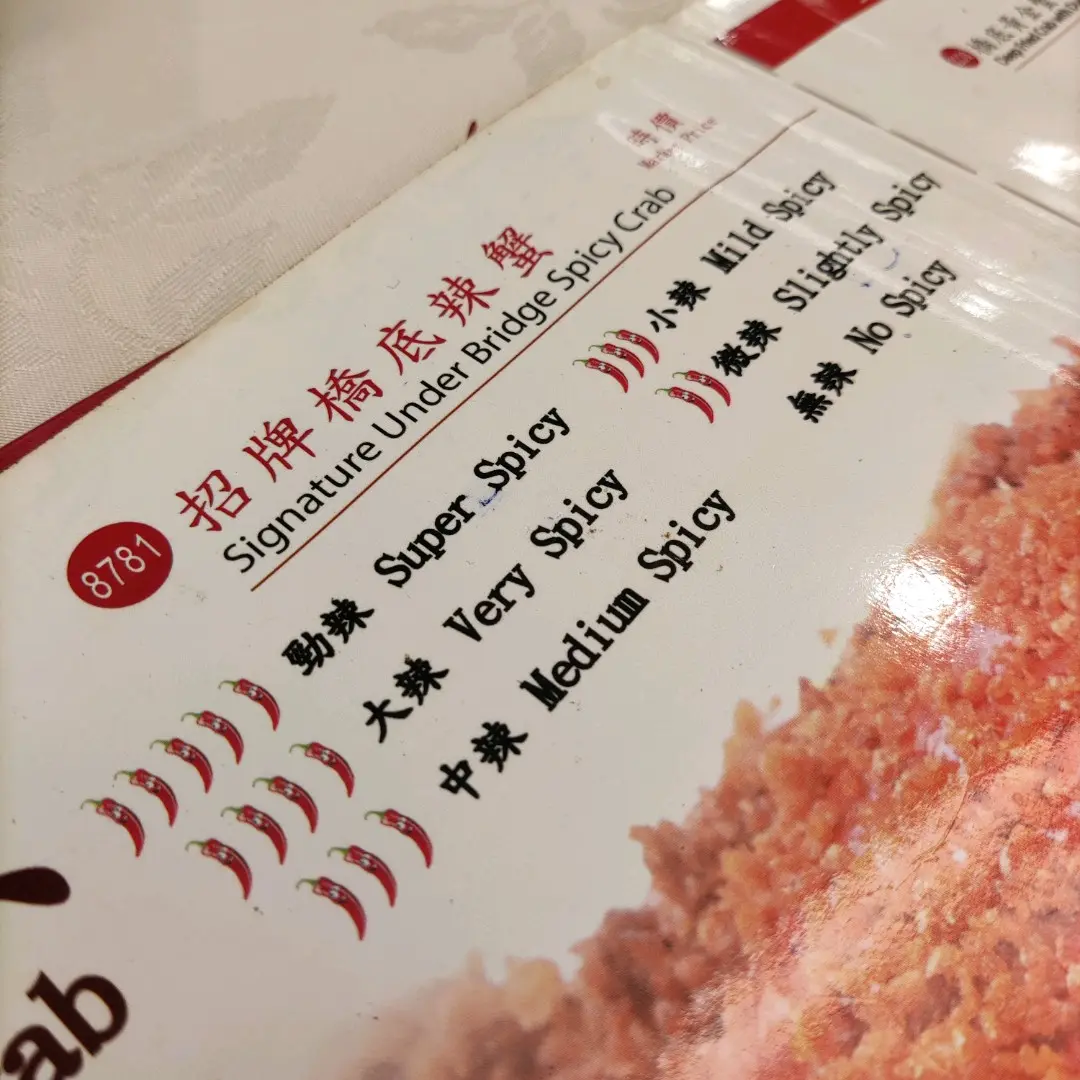 8781
招牌橋底辣蟹
時價
Signature Under Bridge Spicy Crab
Market Price
勁辣 Super Spicy
大辣 Very Spicy
中辣 Medium Spicy
小辣 Mild Spicy
微辣 Slightly Spicy
無辣 No Spicy
ab